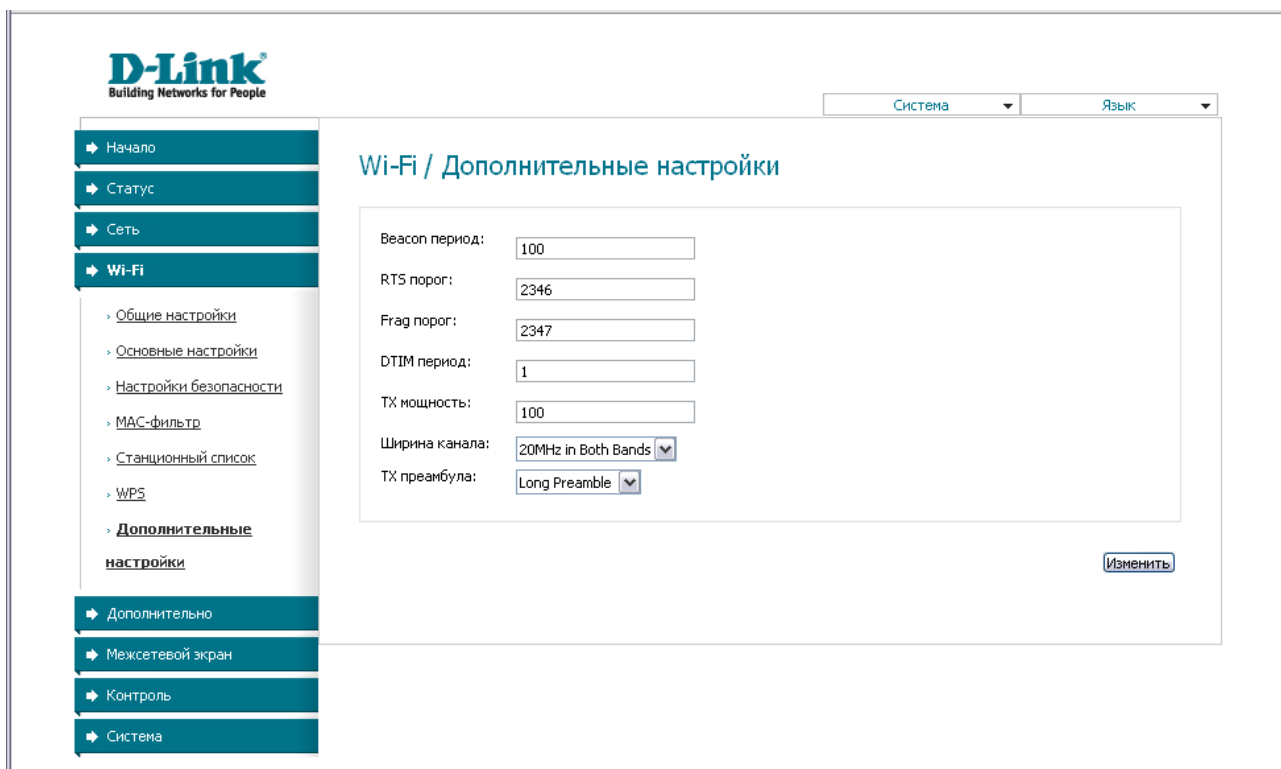 D-Link
Building Networks for People
Система
Язык
Начало
Статус
Сеть
Wi-Fi
Общие настройки
Основные настройки
Настройки безопасности
MAC-фильтр
Станционный список
WPS
Дополнительные
настройки
Дополнительно
Межсетевой экран
Контроль
Система
Wi-Fi / Дополнительные настройки
Beacon период: 100
RTS порог: 2346
Frag порог: 2347
DTIM период: 1
TX мощность: 100
Ширина канала: 20MHz in Both Bands
TX преамбула: Long Preamble
Изменить